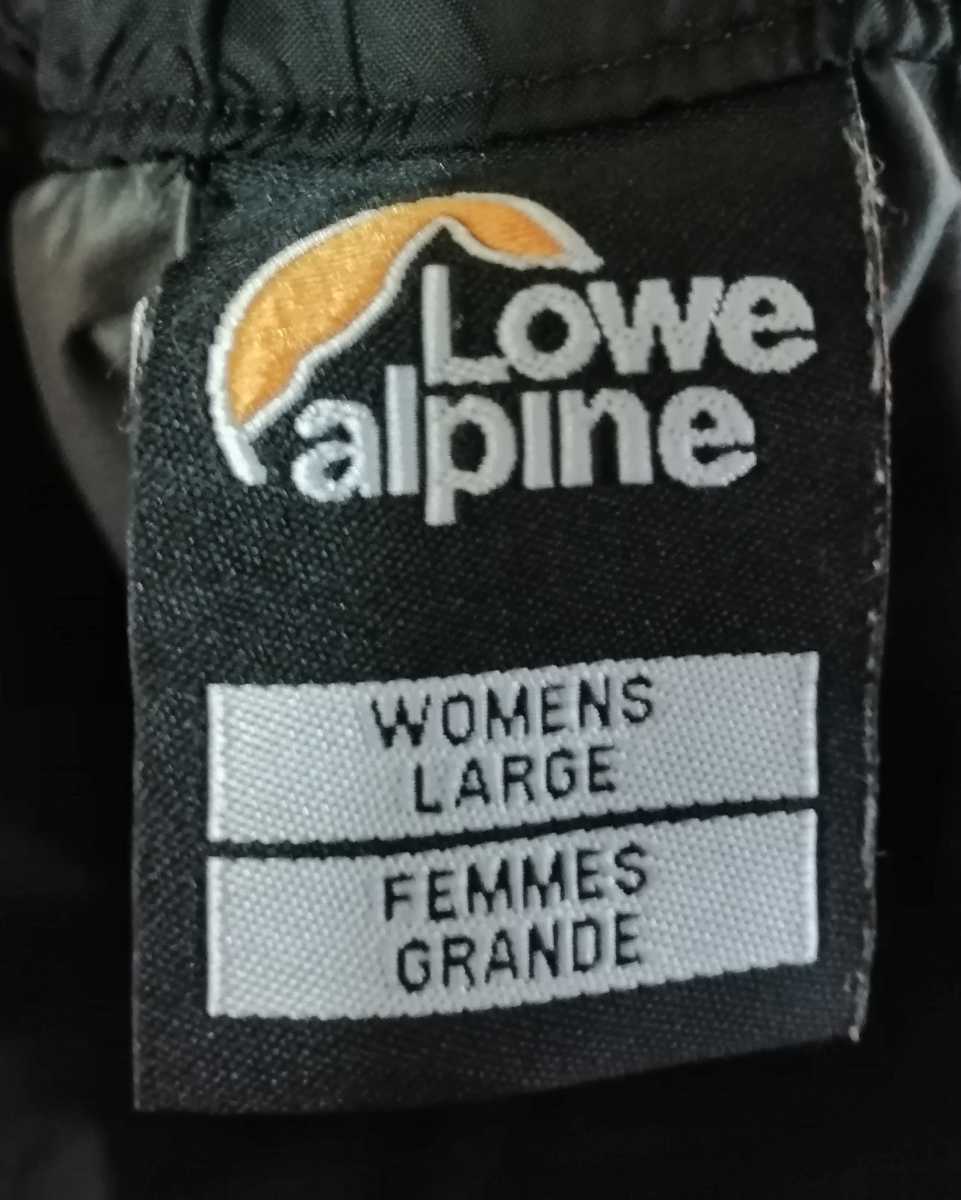 Lowe
alpine
WOMENS
LARGE
FEMMES
GRANDE